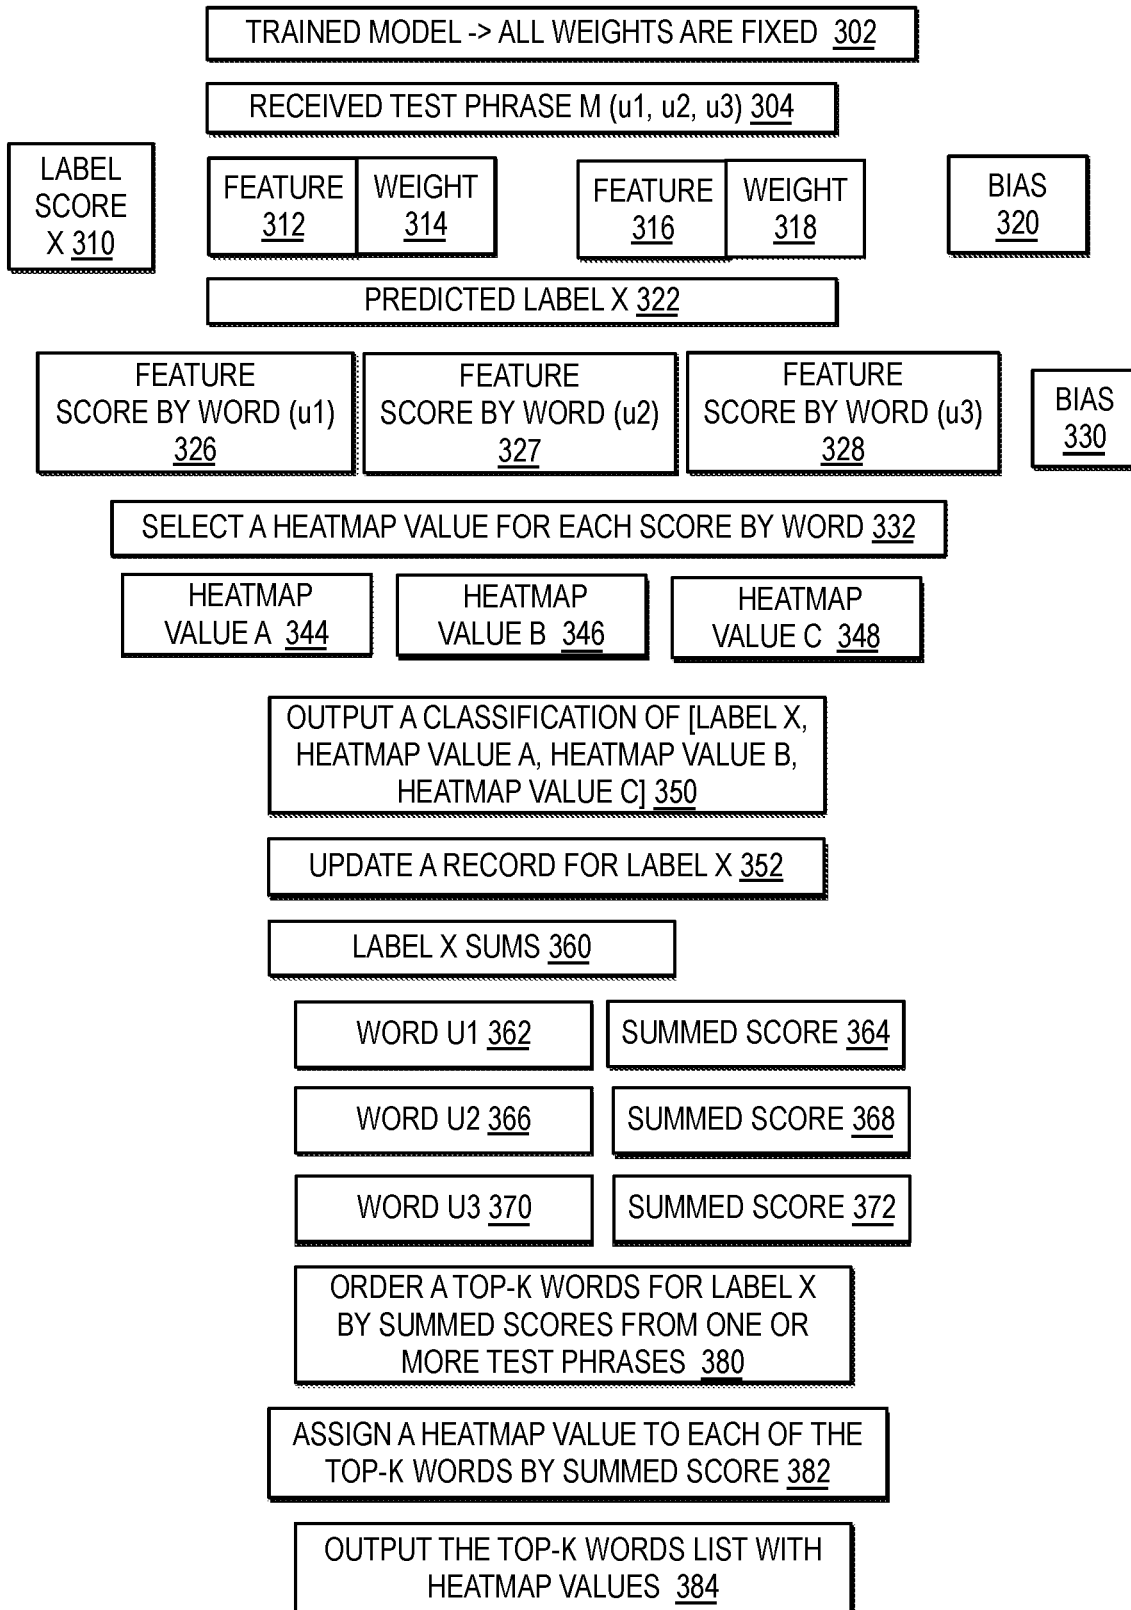 TRAINED MODEL -> ALL WEIGHTS ARE FIXED 302
RECEIVED TEST PHRASE M (u1, u2, u3) 304
LABEL
SCORE
X 310
FEATURE
312
WEIGHT
314
FEATURE
316
WEIGHT
318
BIAS
320
PREDICTED LABEL X 322
FEATURE
SCORE BY WORD (u1)
326
FEATURE
SCORE BY WORD (u2)
327
FEATURE
SCORE BY WORD (u3)
328
BIAS
330
SELECT A HEATMAP VALUE FOR EACH SCORE BY WORD 332
HEATMAP
VALUE A 344
HEATMAP
VALUE B 346
HEATMAP
VALUE C 348
OUTPUT A CLASSIFICATION OF [LABEL X,
HEATMAP VALUE A, HEATMAP VALUE B,
HEATMAP VALUE C] 350
UPDATE A RECORD FOR LABEL X 352
LABEL X SUMS 360
WORD U1 362
SUMMED SCORE 364
WORD U2 366
SUMMED SCORE 368
WORD U3 370
SUMMED SCORE 372
ORDER A TOP-K WORDS FOR LABEL X
BY SUMMED SCORES FROM ONE OR
MORE TEST PHRASES 380
ASSIGN A HEATMAP VALUE TO EACH OF THE
TOP-K WORDS BY SUMMED SCORE 382
OUTPUT THE TOP-K WORDS LIST WITH
HEATMAP VALUES 384